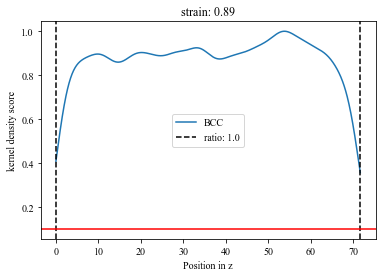 strain: 0.89
1.0
0.8
0.6
0.4
0.2
kernel density score
BCC
ratio: 1.0
0 10 20 30 40 50 60 70
Position in z